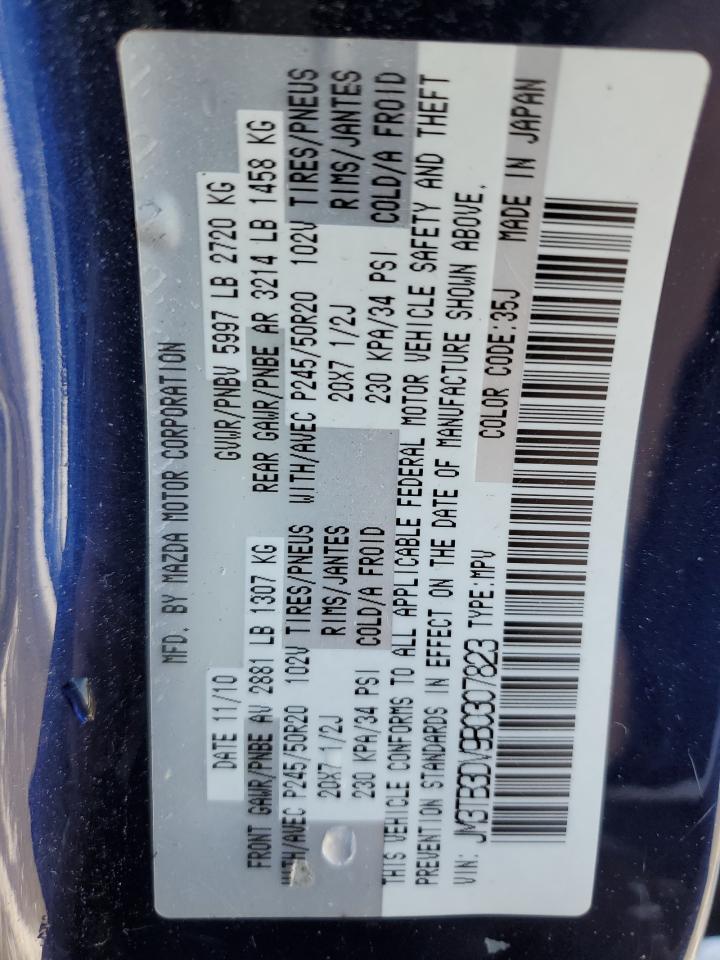 MFD. BY MAZDA MOTOR CORPORATION
DATE 11/10 GVWR/PNBV 5997 LB 2720 KG
FRONT GAWR/PNBE AV 2881 LB 1307 KG REAR GAWR/PNBE AR 3214 LB 1458 KG
WITH/AVEC P245/50R20 102V TIRES/PNEUS WITH/AVEC P245/50R20 102V TIRES/PNEUS
20X7 1/2J RIMS/JANTES 20X7 1/2J RIMS/JANTES
230 KPA/34 PSI COLD/A FROID 230 KPA/34 PSI COLD/A FROID
THIS VEHICLE CONFORMS TO ALL APPLICABLE FEDERAL MOTOR VEHICLE SAFETY AND THEFT
PREVENTION STANDARDS IN EFFECT ON THE DATE OF MANUFACTURE SHOWN ABOVE.
VIN: JM3TB3DV9B0307823 TYPE:MPV COLOR CODE:35J MADE IN JAPAN